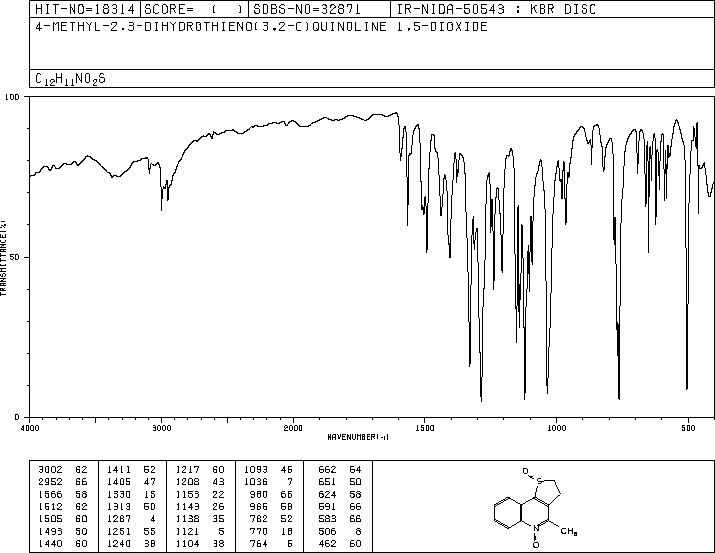 HIT-NO=18314 SCORE= ( ) SDBS-NO=32871 IR-NIDA-50543 : KBR DISC
4-METHYL-2,3-DIHYDROTHIENO(3,2-C)QUINOLINE 1,5-DIOXIDE
C12H11NO2S
100
TRANSMITTANCE(%)
50
0
4000 3000 2000 1500 1000 500
WAVENUMBER(-1)
3002 62 1411 52 1217 60 1093 46 662 64
2952 66 1405 47 1208 43 1036 7 651 50
1566 58 1330 15 1153 22 980 66 624 58
1512 62 1313 50 1143 26 966 58 591 66
1505 60 1287 4 1138 35 782 52 583 66
1493 50 1251 55 1121 5 770 18 506 8
1440 60 1240 38 1104 38 764 5 462 60
O
S
N
CH3
O